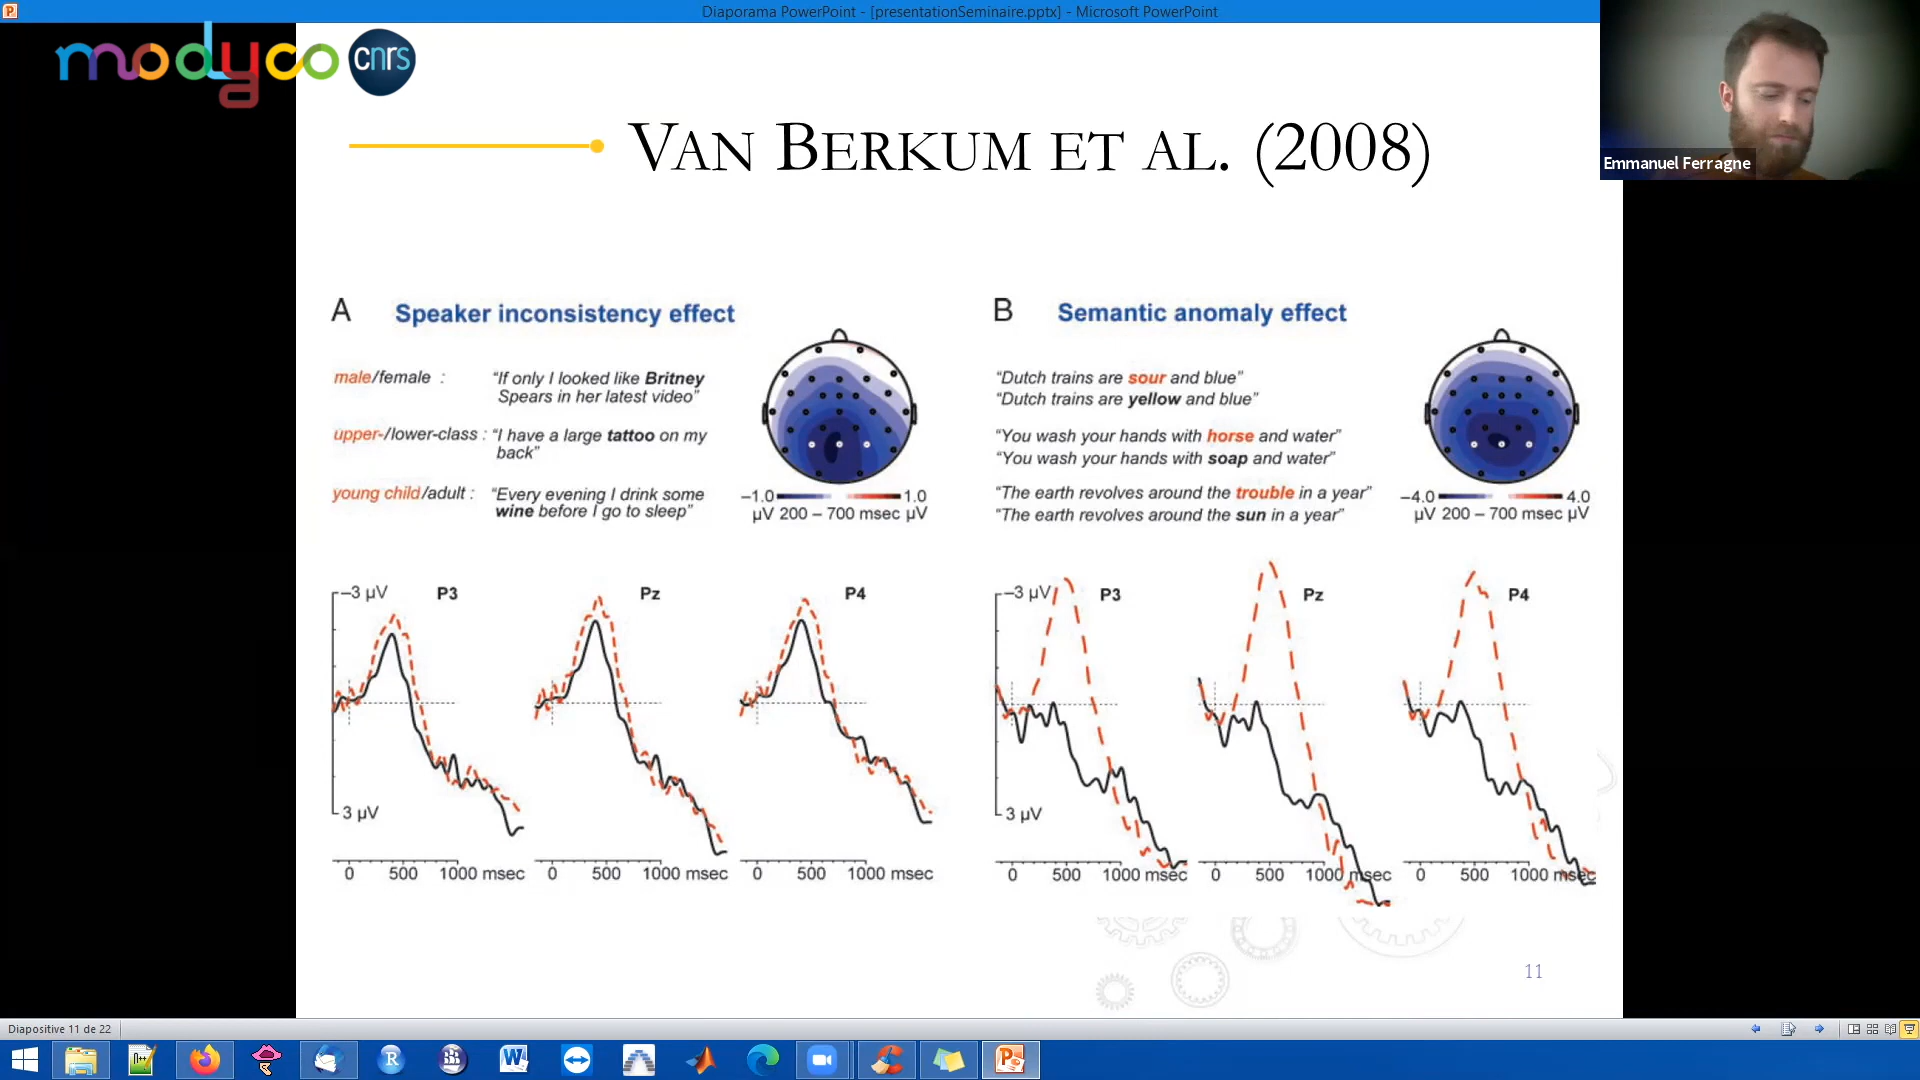 Diaporama PowerPoint - [presentationSeminaire.pptx] - Microsoft PowerPoint
modyco cnrs
VAN BERKUM ET AL. (2008)
Emmanuel Ferragne
A Speaker inconsistency effect
male/female : “If only I looked like Britney
Spears in her latest video”
upper-/lower-class : “I have a large tattoo on my
back”
young child/adult : “Every evening I drink some
wine before I go to sleep”
–1.0 1.0
µV 200 – 700 msec µV
B Semantic anomaly effect
“Dutch trains are sour and blue”
“Dutch trains are yellow and blue”
“You wash your hands with horse and water”
“You wash your hands with soap and water”
“The earth revolves around the trouble in a year”
“The earth revolves around the sun in a year”
–4.0 4.0
µV 200 – 700 msec µV
–3 µV P3 Pz P4
3 µV
0 500 1000 msec 0 500 1000 msec 0 500 1000 msec
–3 µV P3 Pz P4
3 µV
0 500 1000 msec 0 500 1000 msec 0 500 1000 msec
11
Diapositive 11 de 22